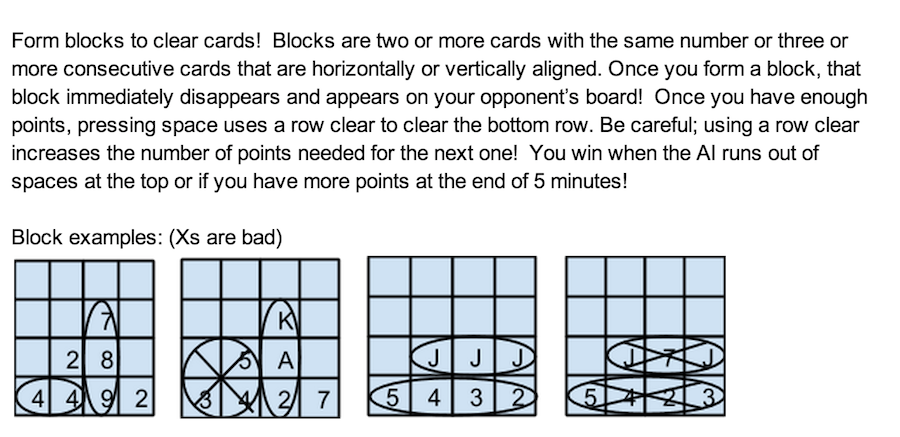 Form blocks to clear cards!  Blocks are two or more cards with the same number or three or
more consecutive cards that are horizontally or vertically aligned. Once you form a block, that
block immediately disappears and appears on your opponent's board!  Once you have enough
points, pressing space uses a row clear to clear the bottom row. Be careful; using a row clear
increases the number of points needed for the next one!  You win when the AI runs out of
spaces at the top or if you have more points at the end of 5 minutes!
Block examples: (Xs are bad)
7
2 8
4 4 9 2
K
5 A
3 4 2 7
J J J
5 4 3 2
J 7 J
5 4 2 3